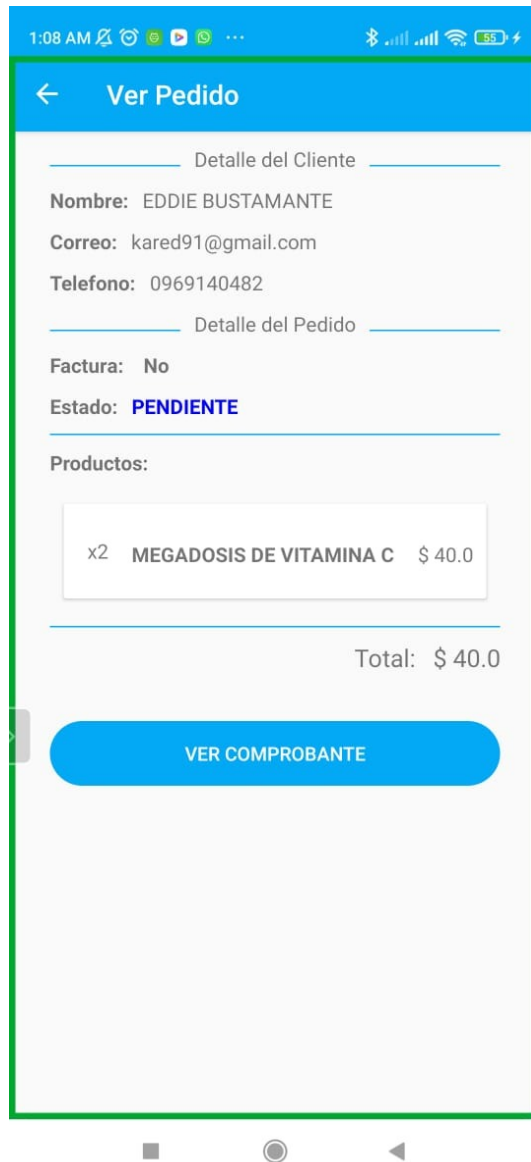 1:08 AM ... 55
Ver Pedido
Detalle del Cliente
Nombre: EDDIE BUSTAMANTE
Correo: kared91@gmail.com
Telefono: 0969140482
Detalle del Pedido
Factura: No
Estado: PENDIENTE
Productos:
x2 MEGADOSIS DE VITAMINA C $ 40.0
Total: $ 40.0
VER COMPROBANTE